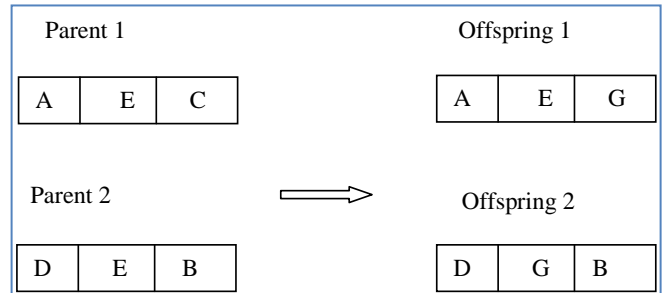 Parent 1 Offspring 1
A E C A E G
Parent 2 Offspring 2
D E B D G B